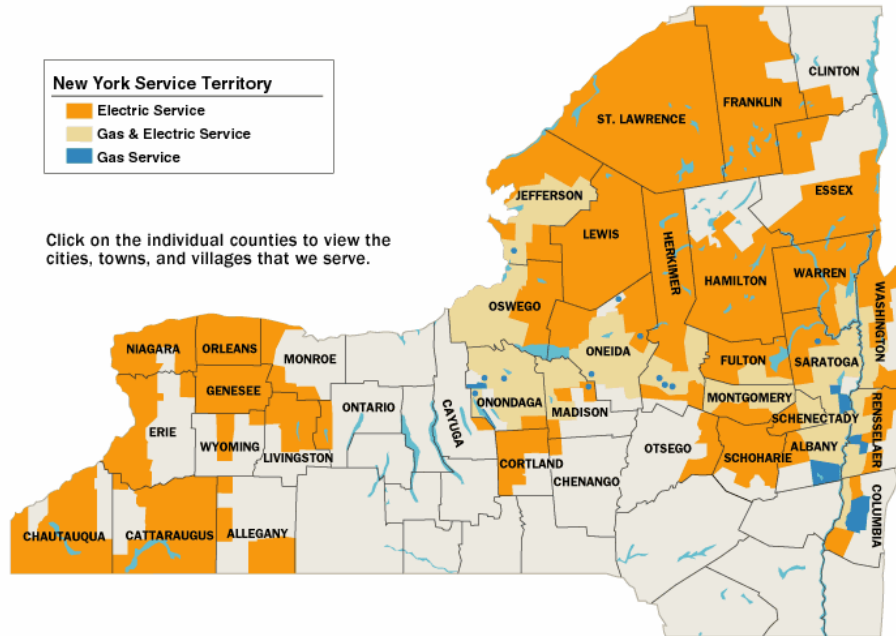 New York Service Territory
Electric Service
Gas & Electric Service
Gas Service
Click on the individual counties to view the
cities, towns, and villages that we serve.
CLINTON
FRANKLIN
ST. LAWRENCE
ESSEX
JEFFERSON
LEWIS
HERKIMER
HAMILTON
WARREN
WASHINGTON
OSWEGO
NIAGARA
ORLEANS
MONROE
ONEIDA
FULTON
SARATOGA
GENESEE
ONTARIO
CAYUGA
ONONDAGA
MADISON
MONTGOMERY
SCHENECTADY
RENSSELAER
ERIE
WYOMING
LIVINGSTON
CORTLAND
CHENANGO
OTSEGO
SCHOHARIE
ALBANY
COLUMBIA
CHAUTAUQUA
CATTARAUGUS
ALLEGANY